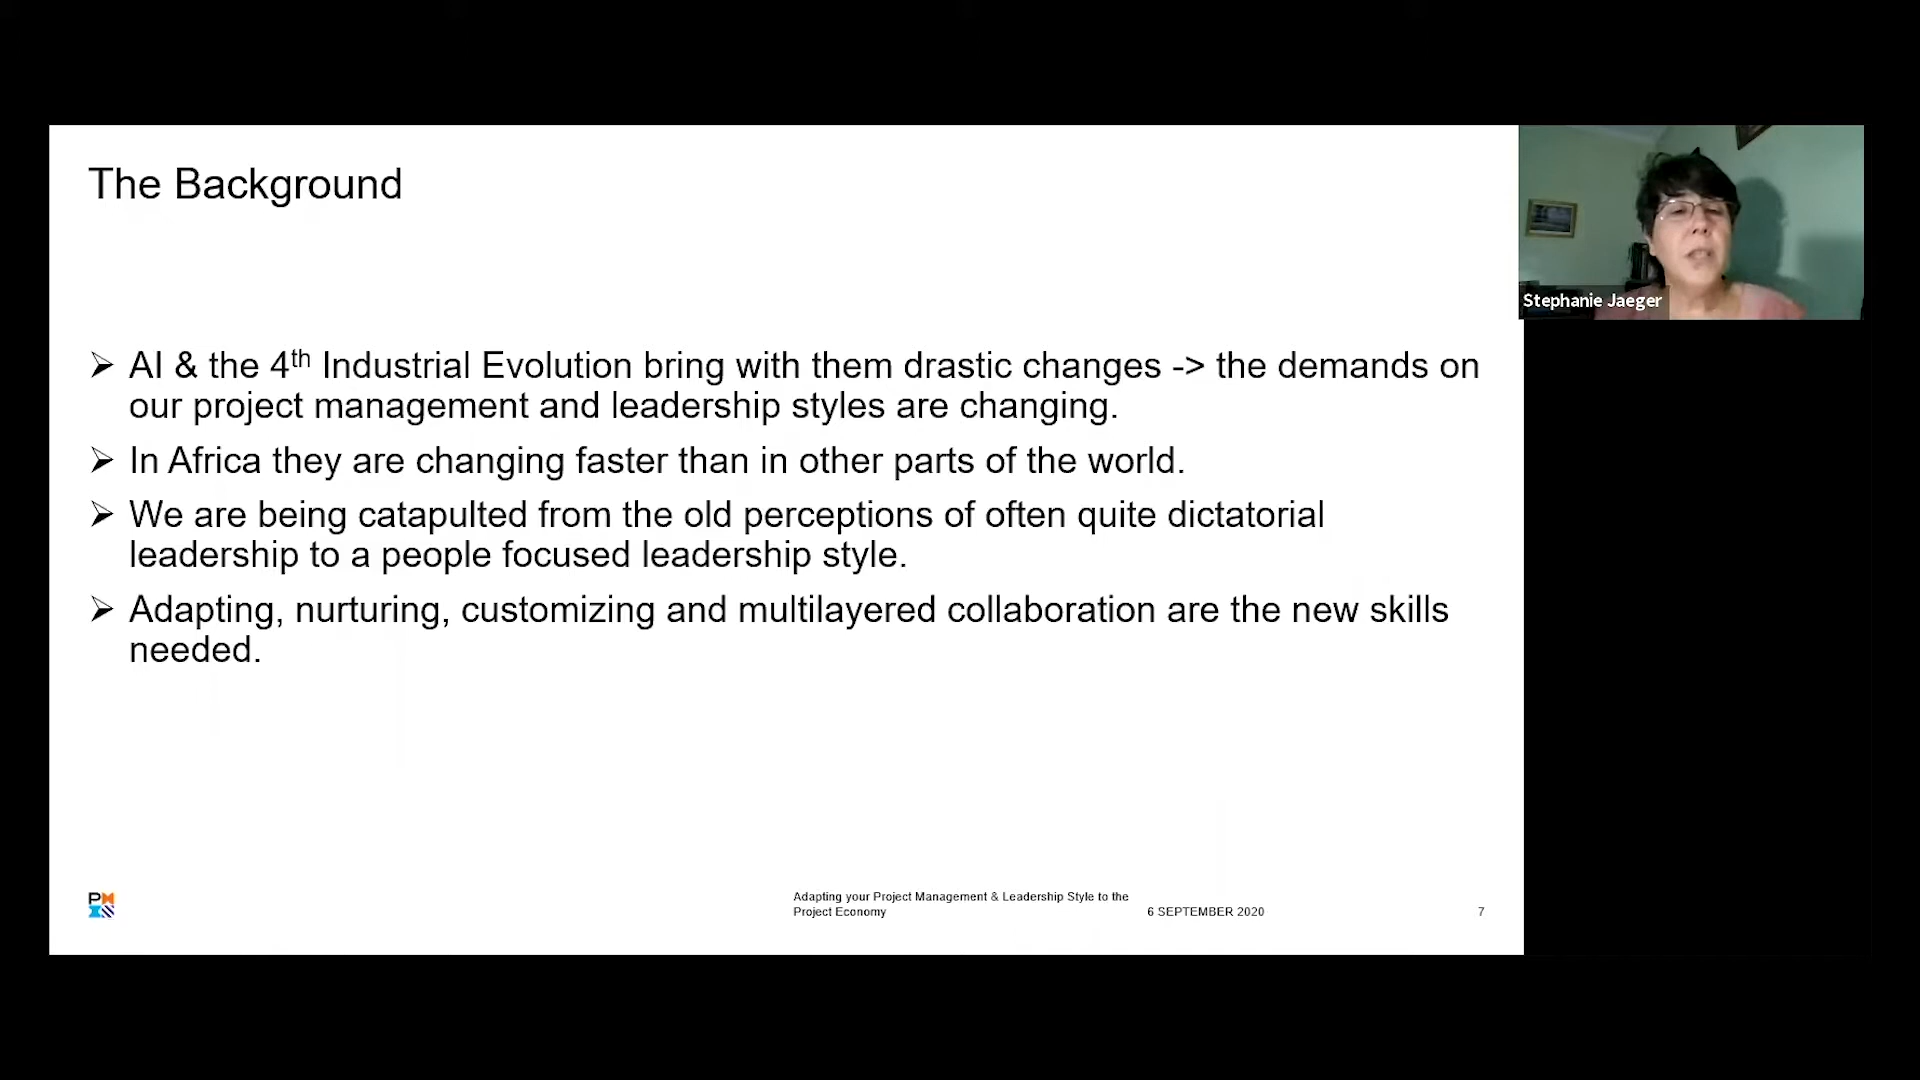 The Background
Stephanie Jaeger
➢ AI & the 4th Industrial Evolution bring with them drastic changes -> the demands on
our project management and leadership styles are changing.
➢ In Africa they are changing faster than in other parts of the world.
➢ We are being catapulted from the old perceptions of often quite dictatorial
leadership to a people focused leadership style.
➢ Adapting, nurturing, customizing and multilayered collaboration are the new skills
needed.
Adapting your Project Management & Leadership Style to the
Project Economy
6 SEPTEMBER 2020
7